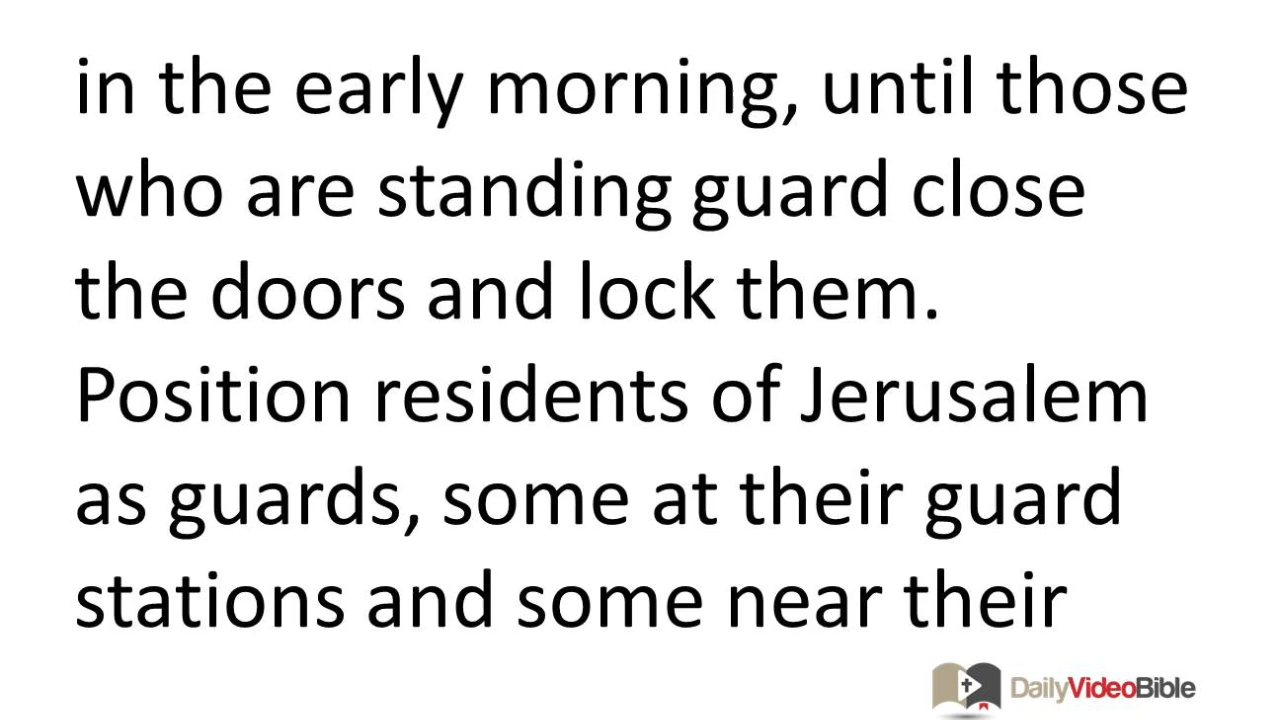 in the early morning, until those
who are standing guard close
the doors and lock them.
Position residents of Jerusalem
as guards, some at their guard
stations and some near their
DailyVideoBible